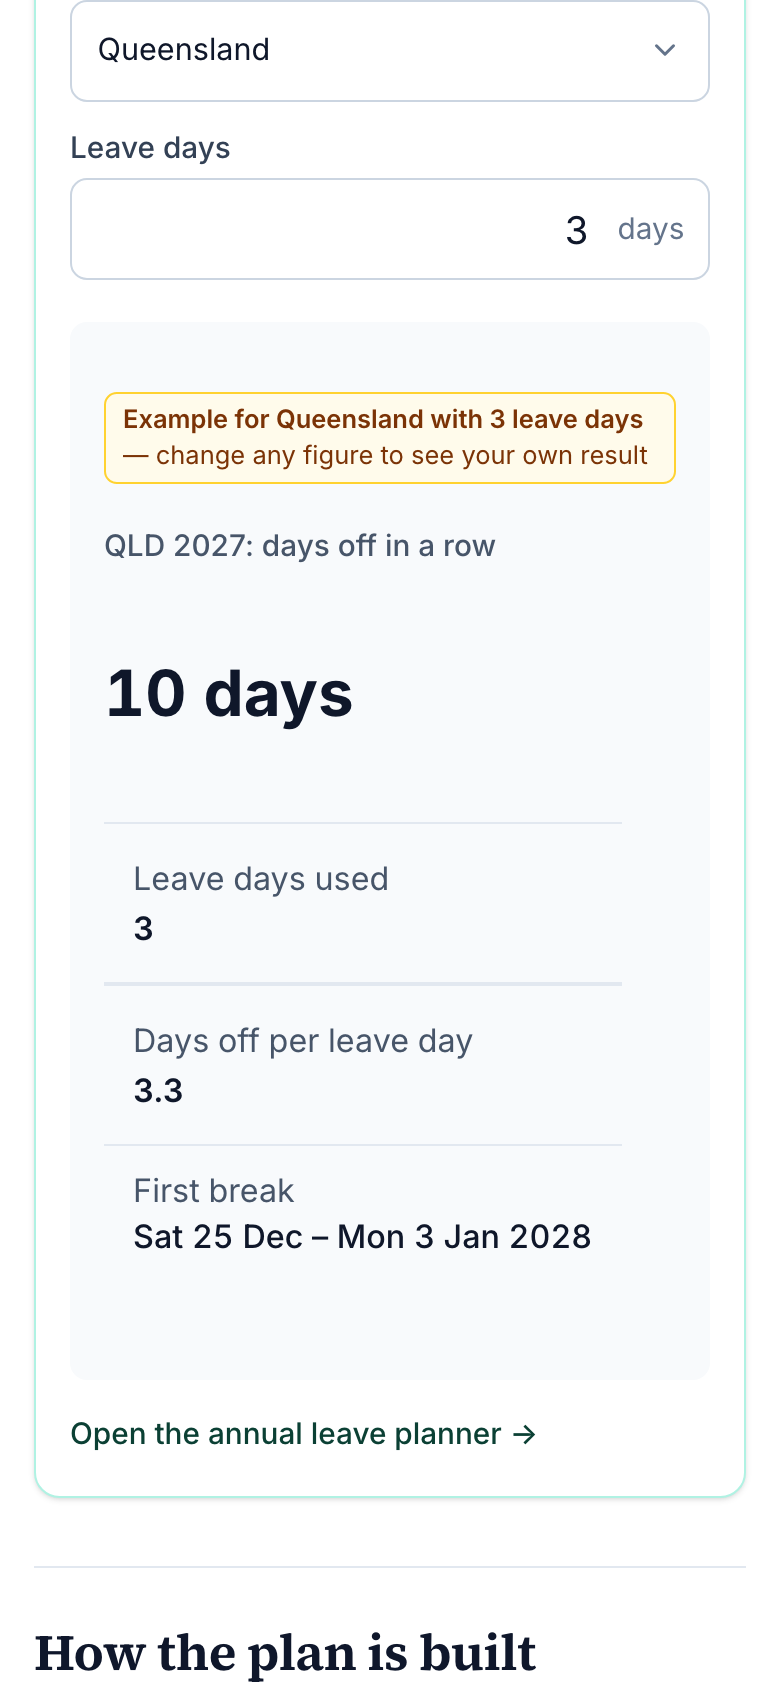 Queensland
Leave days
3 days
Example for Queensland with 3 leave days
— change any figure to see your own result
QLD 2027: days off in a row
10 days
Leave days used
3
Days off per leave day
3.3
First break
Sat 25 Dec – Mon 3 Jan 2028
Open the annual leave planner →
How the plan is built